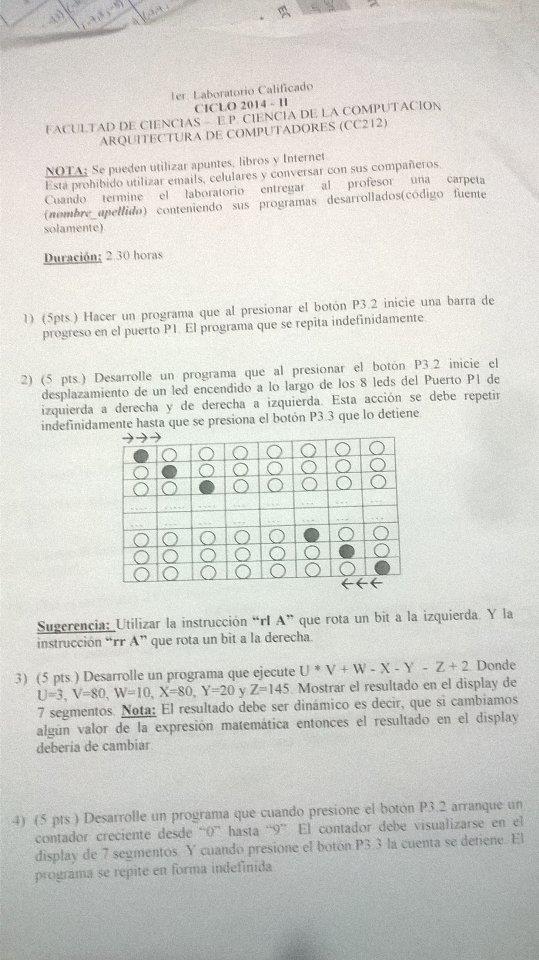 1er. Laboratorio Calificado
CICLO 2014 - II
FACULTAD DE CIENCIAS - E.P. CIENCIA DE LA COMPUTACION
ARQUITECTURA DE COMPUTADORES (CC212)
NOTA: Se pueden utilizar apuntes, libros y Internet
Está prohibido utilizar emails, celulares y conversar con sus compañeros.
Cuando termine el laboratorio entregar al profesor una carpeta
(nombre_apellido) conteniendo sus programas desarrollados(código fuente
solamente)
Duración: 2.30 horas
1) (5pts.) Hacer un programa que al presionar el botón P3.2 inicie una barra de
progreso en el puerto P1. El programa que se repita indefinidamente.
2) (5 pts.) Desarrolle un programa que al presionar el botón P3.2 inicie el
desplazamiento de un led encendido a lo largo de los 8 leds del Puerto P1 de
izquierda a derecha y de derecha a izquierda. Esta acción se debe repetir
indefinidamente hasta que se presiona el botón P3.3 que lo detiene.
Sugerencia: Utilizar la instrucción “rl A” que rota un bit a la izquierda. Y la
instrucción “rr A” que rota un bit a la derecha.
3) (5 pts.) Desarrolle un programa que ejecute U * V + W - X - Y - Z + 2. Donde
U=3, V=80, W=10, X=80, Y=20 y Z=145. Mostrar el resultado en el display de
7 segmentos. Nota: El resultado debe ser dinámico es decir, que si cambiamos
algún valor de la expresión matemática entonces el resultado en el display
debería de cambiar.
4) (5 pts.) Desarrolle un programa que cuando presione el botón P3.2 arranque un
contador creciente desde “0” hasta “9”. El contador debe visualizarse en el
display de 7 segmentos. Y cuando presione el botón P3.3 la cuenta se detiene. El
programa se repite en forma indefinida.